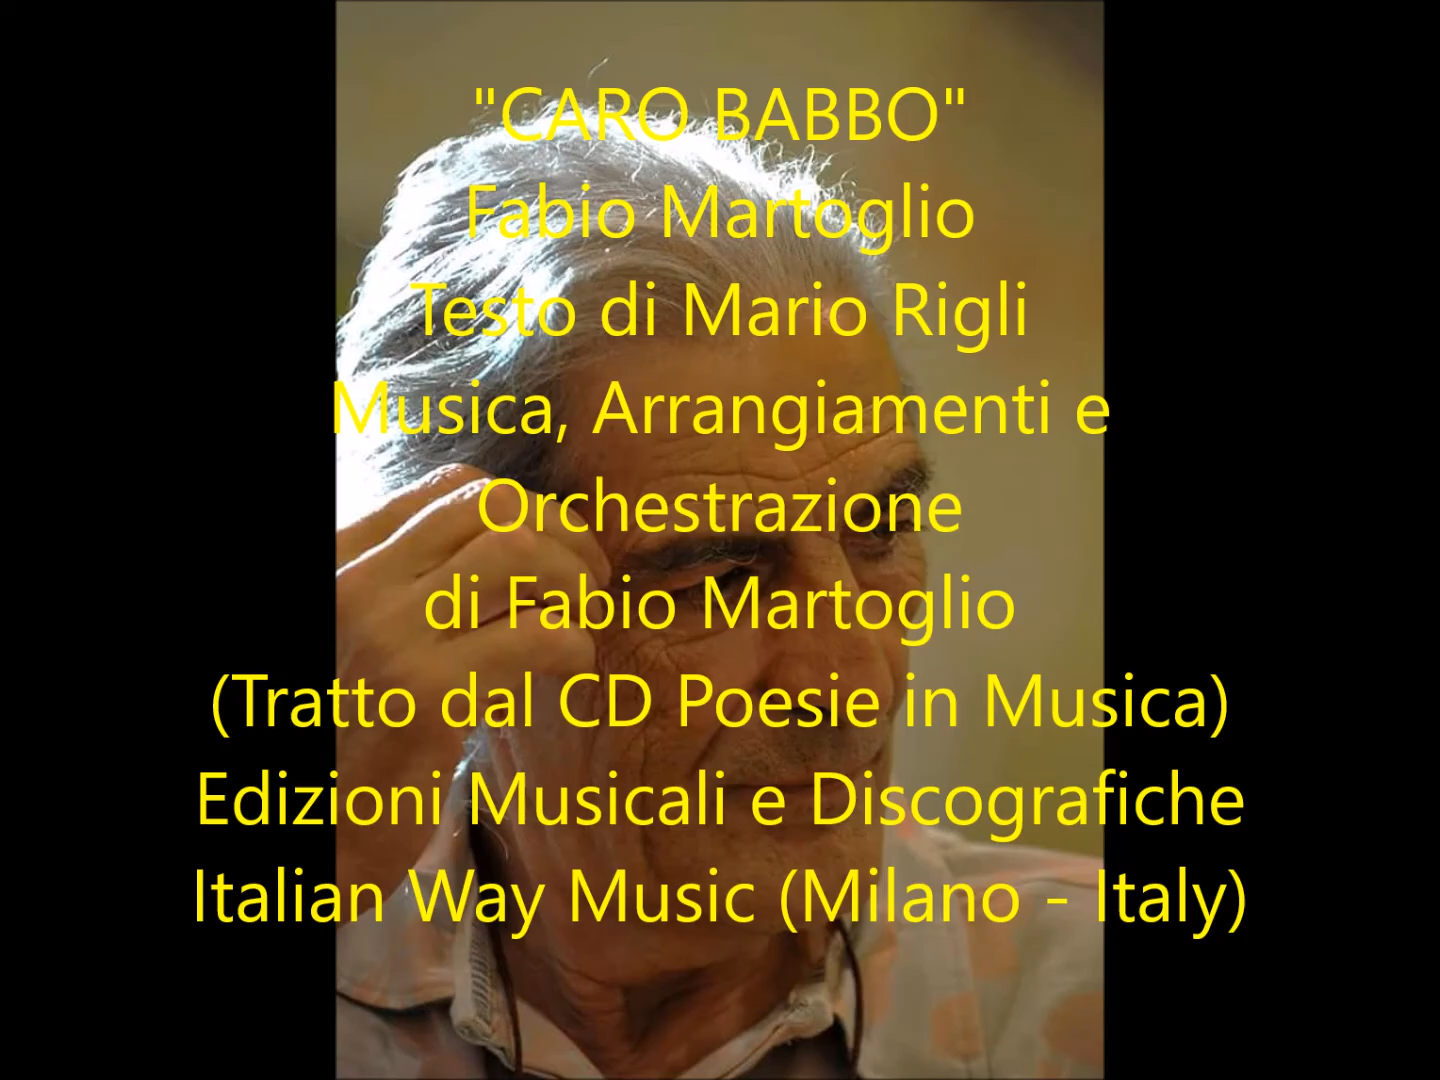 "CARO BABBO"
Fabio Martoglio
Testo di Mario Rigli
Musica, Arrangiamenti e
Orchestrazione
di Fabio Martoglio
(Tratto dal CD Poesie in Musica)
Edizioni Musicali e Discografiche
Italian Way Music (Milano - Italy)